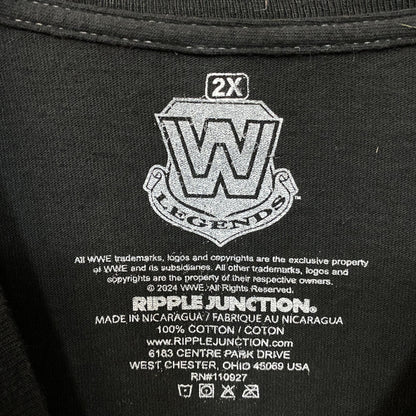 2X
W
LEGENDS™
All WWE trademarks, logos and copyrights are the exclusive property
of WWE and its subsidiaries. All other trademarks, logos and
copyrights are the property of their respective owners.
© 2024 WWE. All Rights Reserved.
RIPPLE JUNCTION®
MADE IN NICARAGUA / FABRIQUE AU NICARAGUA
100% COTTON / COTON
www.RIPPLEJUNCTION.com
6183 CENTRE PARK DRIVE
WEST CHESTER, OHIO 45069 USA
RN#110927